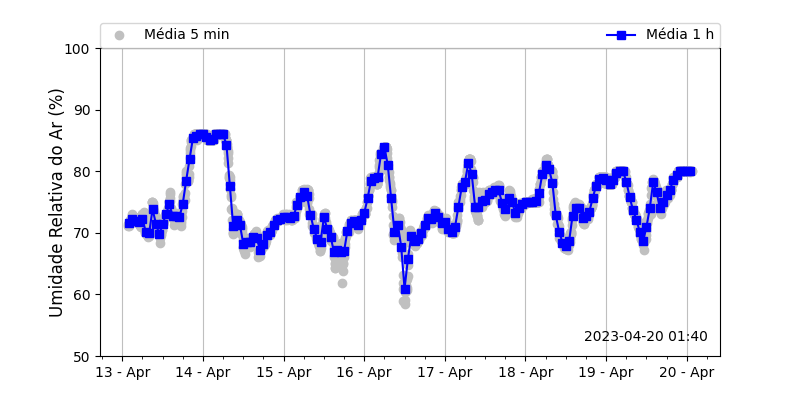 Média 5 min
Média 1 h
100
90
80
70
60
50
Umidade Relativa do Ar (%)
2023-04-20 01:40
13 - Apr
14 - Apr
15 - Apr
16 - Apr
17 - Apr
18 - Apr
19 - Apr
20 - Apr